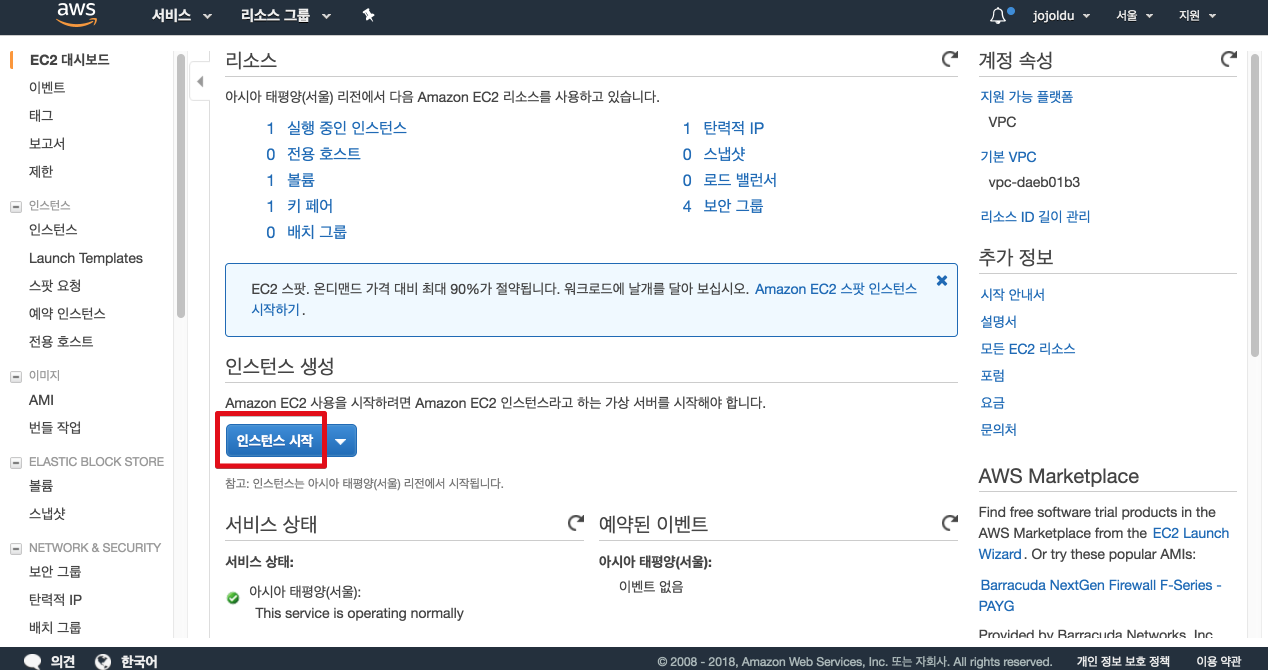 aws
서비스
리소스 그룹
jojoldu
서울
지원
EC2 대시보드
이벤트
태그
보고서
제한
인스턴스
인스턴스
Launch Templates
스팟 요청
예약 인스턴스
전용 호스트
이미지
AMI
번들 작업
ELASTIC BLOCK STORE
볼륨
스냅샷
NETWORK & SECURITY
보안 그룹
탄력적 IP
배치 그룹
리소스
아시아 태평양(서울) 리전에서 다음 Amazon EC2 리소스를 사용하고 있습니다.
1 실행 중인 인스턴스
0 전용 호스트
1 볼륨
1 키 페어
0 배치 그룹
1 탄력적 IP
0 스냅샷
0 로드 밸런서
4 보안 그룹
EC2 스팟. 온디맨드 가격 대비 최대 90%가 절약됩니다. 워크로드에 날개를 달아 보십시오. Amazon EC2 스팟 인스턴스
시작하기.
인스턴스 생성
Amazon EC2 사용을 시작하려면 Amazon EC2 인스턴스라고 하는 가상 서버를 시작해야 합니다.
인스턴스 시작
참고: 인스턴스는 아시아 태평양(서울) 리전에서 시작됩니다.
서비스 상태
서비스 상태:
아시아 태평양(서울):
This service is operating normally
예약된 이벤트
아시아 태평양(서울):
이벤트 없음
계정 속성
지원 가능 플랫폼
VPC
기본 VPC
vpc-daeb01b3
리소스 ID 길이 관리
추가 정보
시작 안내서
설명서
모든 EC2 리소스
포럼
요금
문의처
AWS Marketplace
Find free software trial products in the
AWS Marketplace from the EC2 Launch
Wizard. Or try these popular AMIs:
Barracuda NextGen Firewall F-Series -
PAYG
Provided by Barracuda Networks, Inc.
의견
한국어
© 2008 - 2018, Amazon Web Services, Inc. 또는 자회사. All rights reserved.
개인 정보 보호 정책
이용 약관